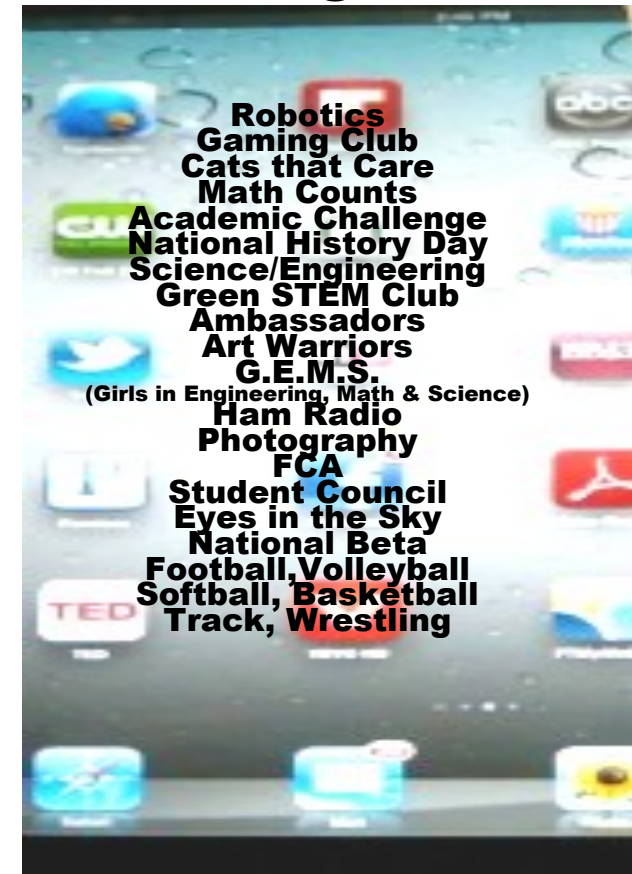 Robotics
Gaming Club
Cats that Care
Math Counts
Academic Challenge
National History Day
Science/Engineering
Green STEM Club
Ambassadors
Art Warriors
G.E.M.S.
(Girls in Engineering, Math & Science)
Ham Radio
Photography
FCA
Student Council
Eyes in the Sky
National Beta
Football,Volleyball
Softball, Basketball
Track, Wrestling
abc
TED
TED